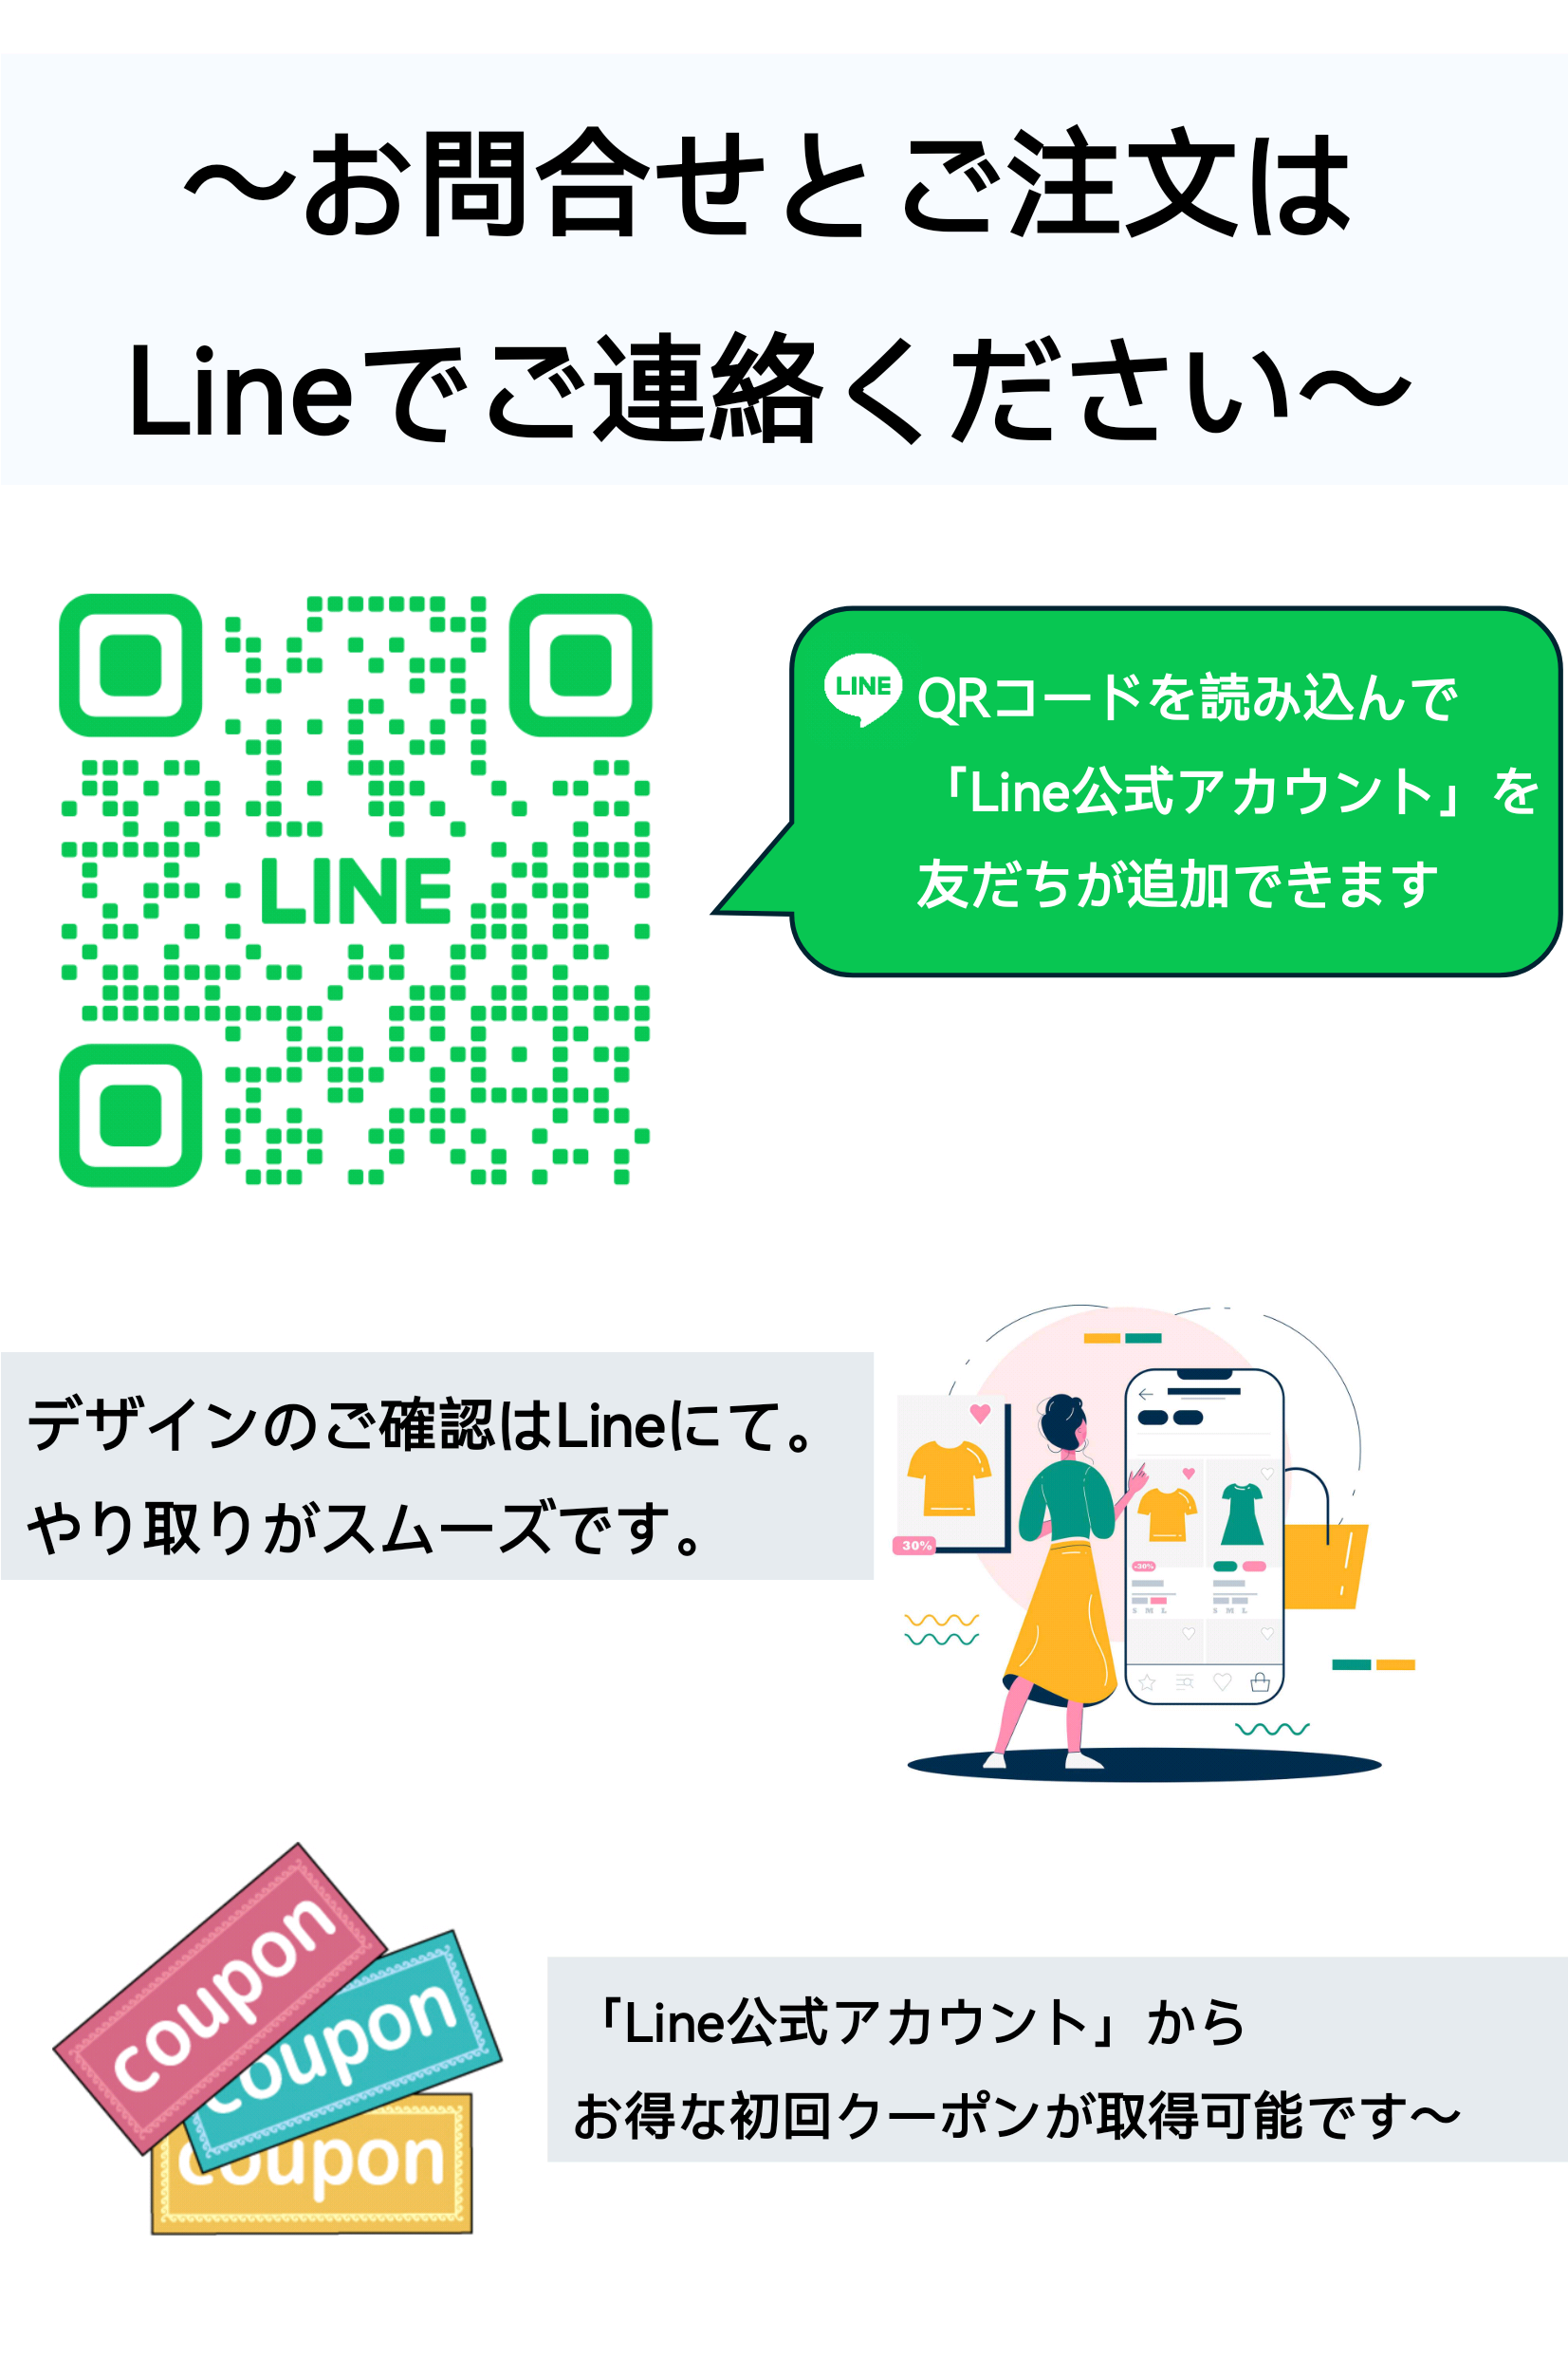 ～お問合せとご注文は
Lineでご連絡ください～
LINE
LINE
QRコードを読み込んで
「Line公式アカウント」を
友だちが追加できます
デザインのご確認はLineにて。
やり取りがスムーズです。
30%
-30%
S M L
S M L
coupon
coupon
coupon
「Line公式アカウント」から
お得な初回クーポンが取得可能です～